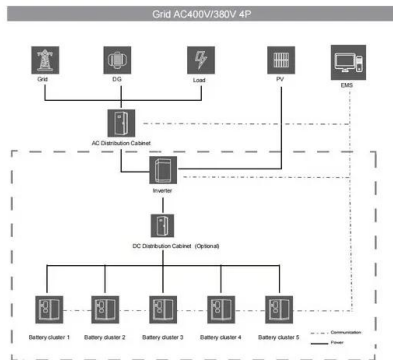 Grid AC400V/380V 4P
Grid
DG
Load
PV
EMS
AC Distribution Cabinet
Inverter
DC Distribution Cabinet (Optional)
Battery cluster 1
Battery cluster 2
Battery cluster 3
Battery cluster 4
Battery cluster 5
Communication
Power